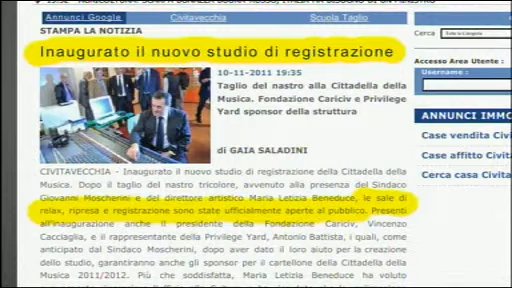 Annunci Google Civitavecchia Scuola Taglio
STAMPA LA NOTIZIA
Cerca
Inaugurato il nuovo studio di registrazione
Accesso Area Utente :
10-11-2011 19:35
Username :
Taglio del nastro alla Cittadella della
Musica. Fondazione Cariciv e Privilege
Yard sponsor della struttura
ANNUNCI IMMO
Case vendita Civi
di GAIA SALADINI
Case affitto Civita
CIVITAVECCHIA - Inaugurato il nuovo studio di registrazione della Cittadella della
Cerca casa Civita
Musica. Dopo il taglio del nastro tricolore, avvenuto alla presenza del Sindaco
Giovanni Moscherini e del direttore artistico Maria Letizia Beneduce, le sale di
relax, ripresa e registrazione sono state ufficialmente aperte al pubblico. Presenti
all'inaugurazione anche il presidente della Fondazione Cariciv, Vincenzo
Cacciaglia, e il rappresentante della Privilege Yard, Antonio Battista, i quali, come
anticipato dal Sindaco Moscherini, dopo aver dato il loro aiuto per la creazione
dello studio, garantiranno anche gli sponsor per il cartellone della Cittadella della
Musica 2011/2012. Più che soddisfatta, Maria Letizia Beneduce ha voluto